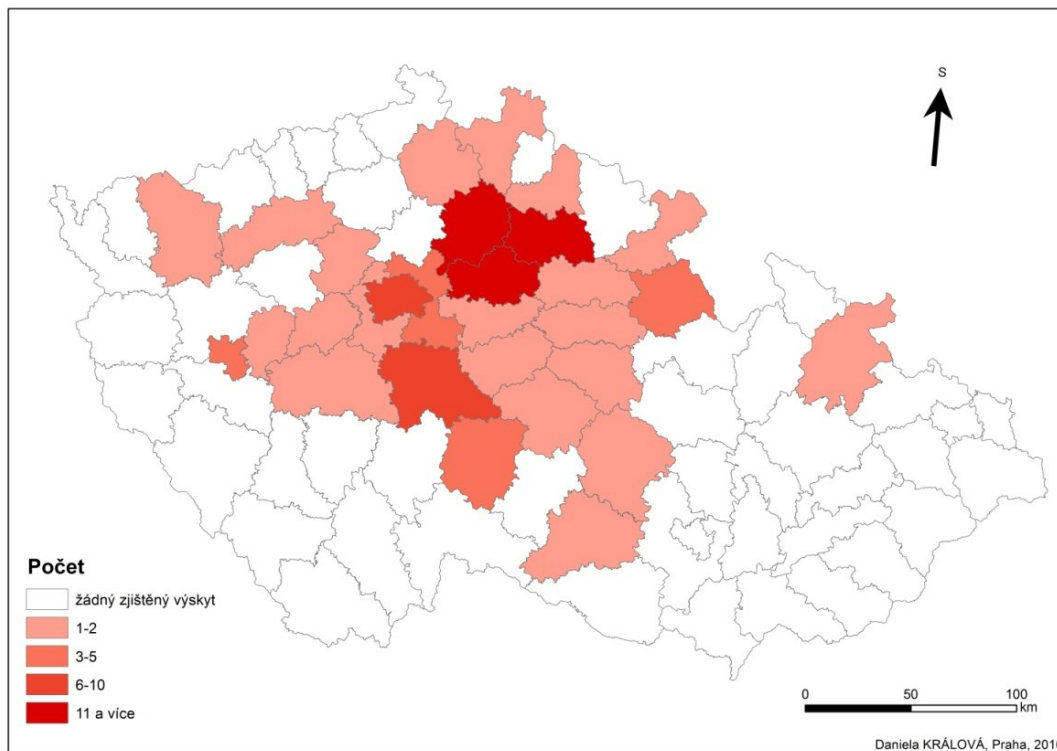 S
Počet
žádný zjištěný výskyt
1-2
3-5
6-10
11 a více
0 50 100
km
Daniela KRÁLOVÁ, Praha,